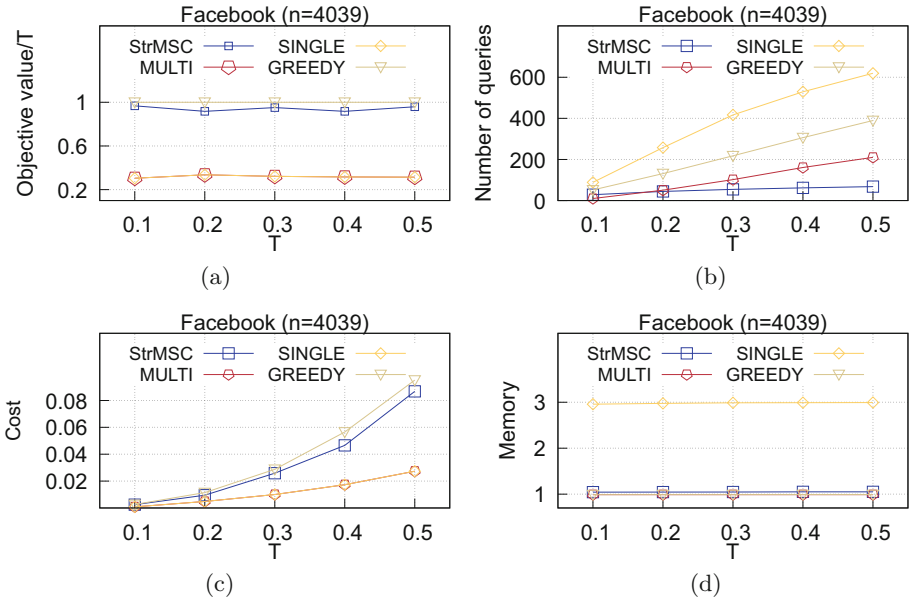 Facebook (n=4039)
StrMSC SINGLE
MULTI GREEDY
Objective value/T
1
0.6
0.2
0.1 0.2 0.3 0.4 0.5
T
(a)
Facebook (n=4039)
StrMSC SINGLE
MULTI GREEDY
Number of queries
600
400
200
0
0.1 0.2 0.3 0.4 0.5
T
(b)
Facebook (n=4039)
StrMSC SINGLE
MULTI GREEDY
Cost
0.08
0.06
0.04
0.02
0.1 0.2 0.3 0.4 0.5
T
(c)
Facebook (n=4039)
StrMSC SINGLE
MULTI GREEDY
Memory
3
2
1
0.1 0.2 0.3 0.4 0.5
T
(d)